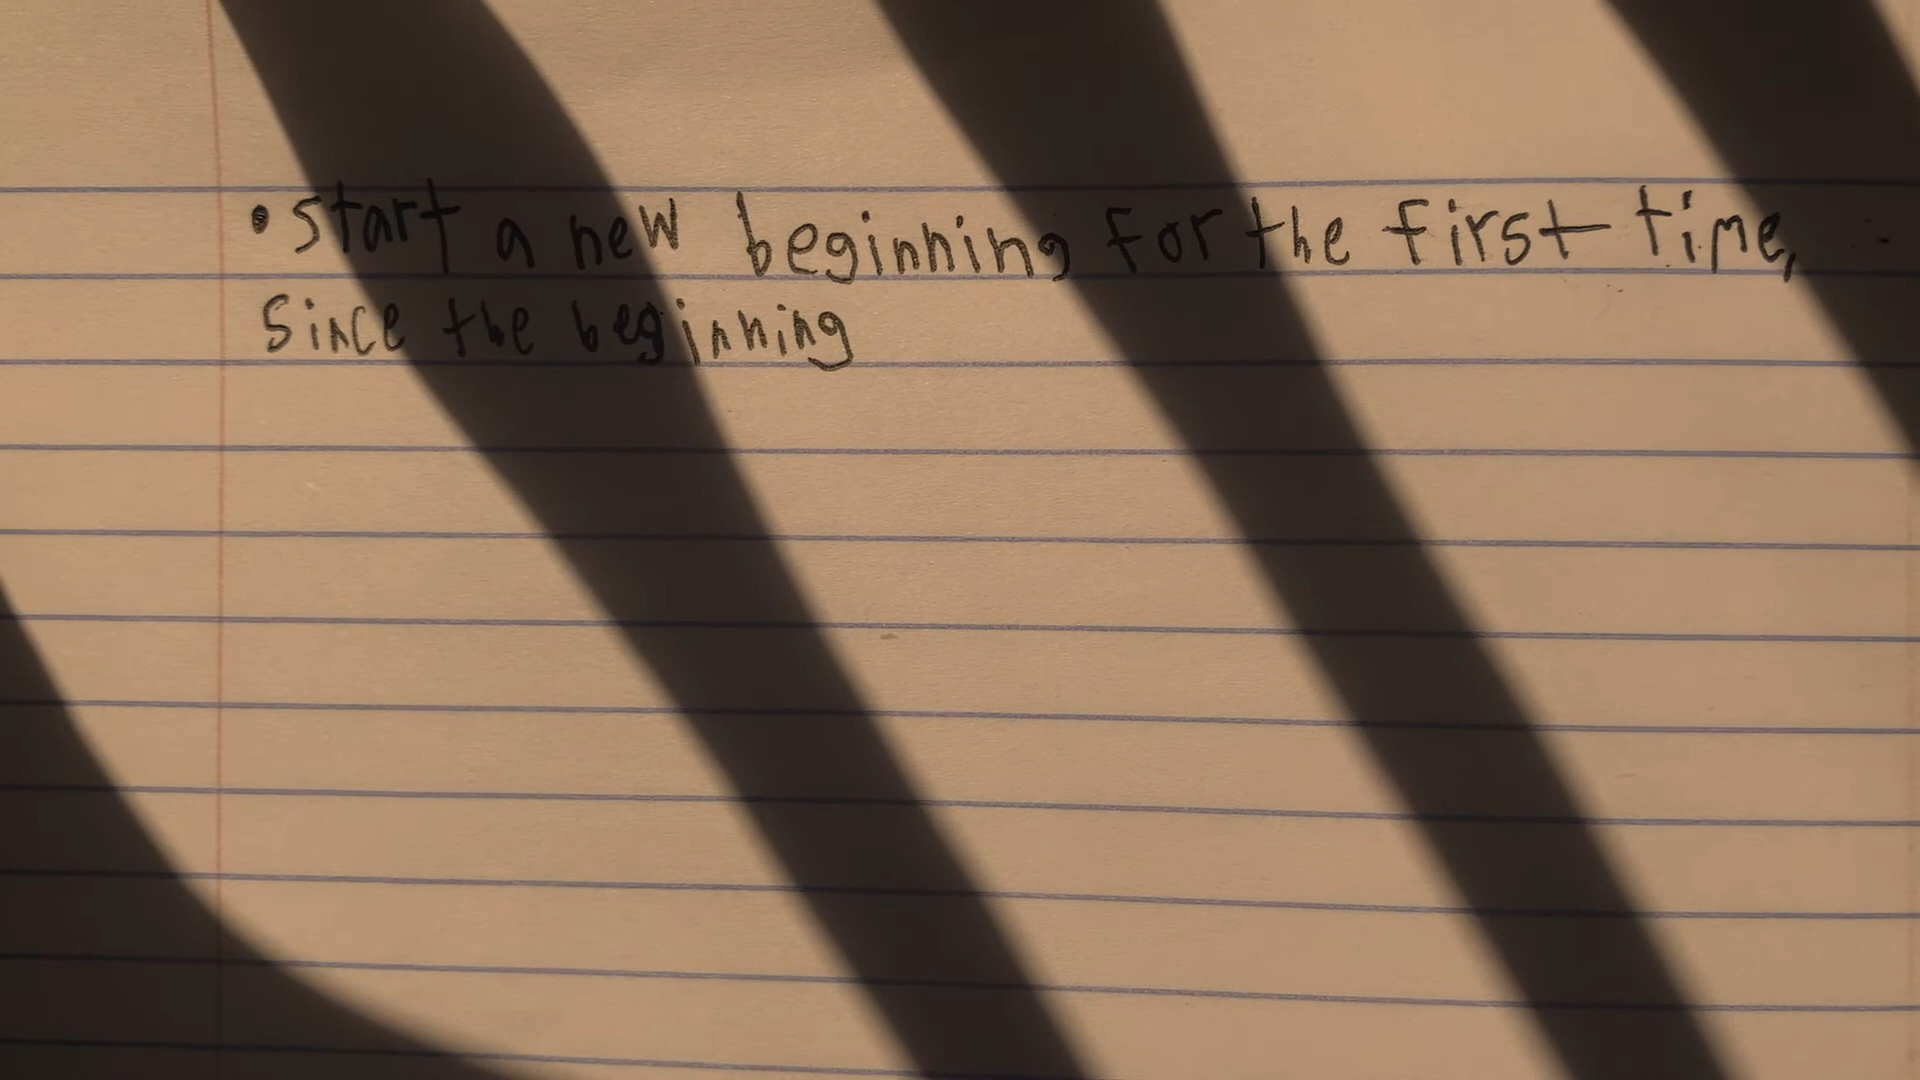 • start a new beginning for the first time,
since the beginning